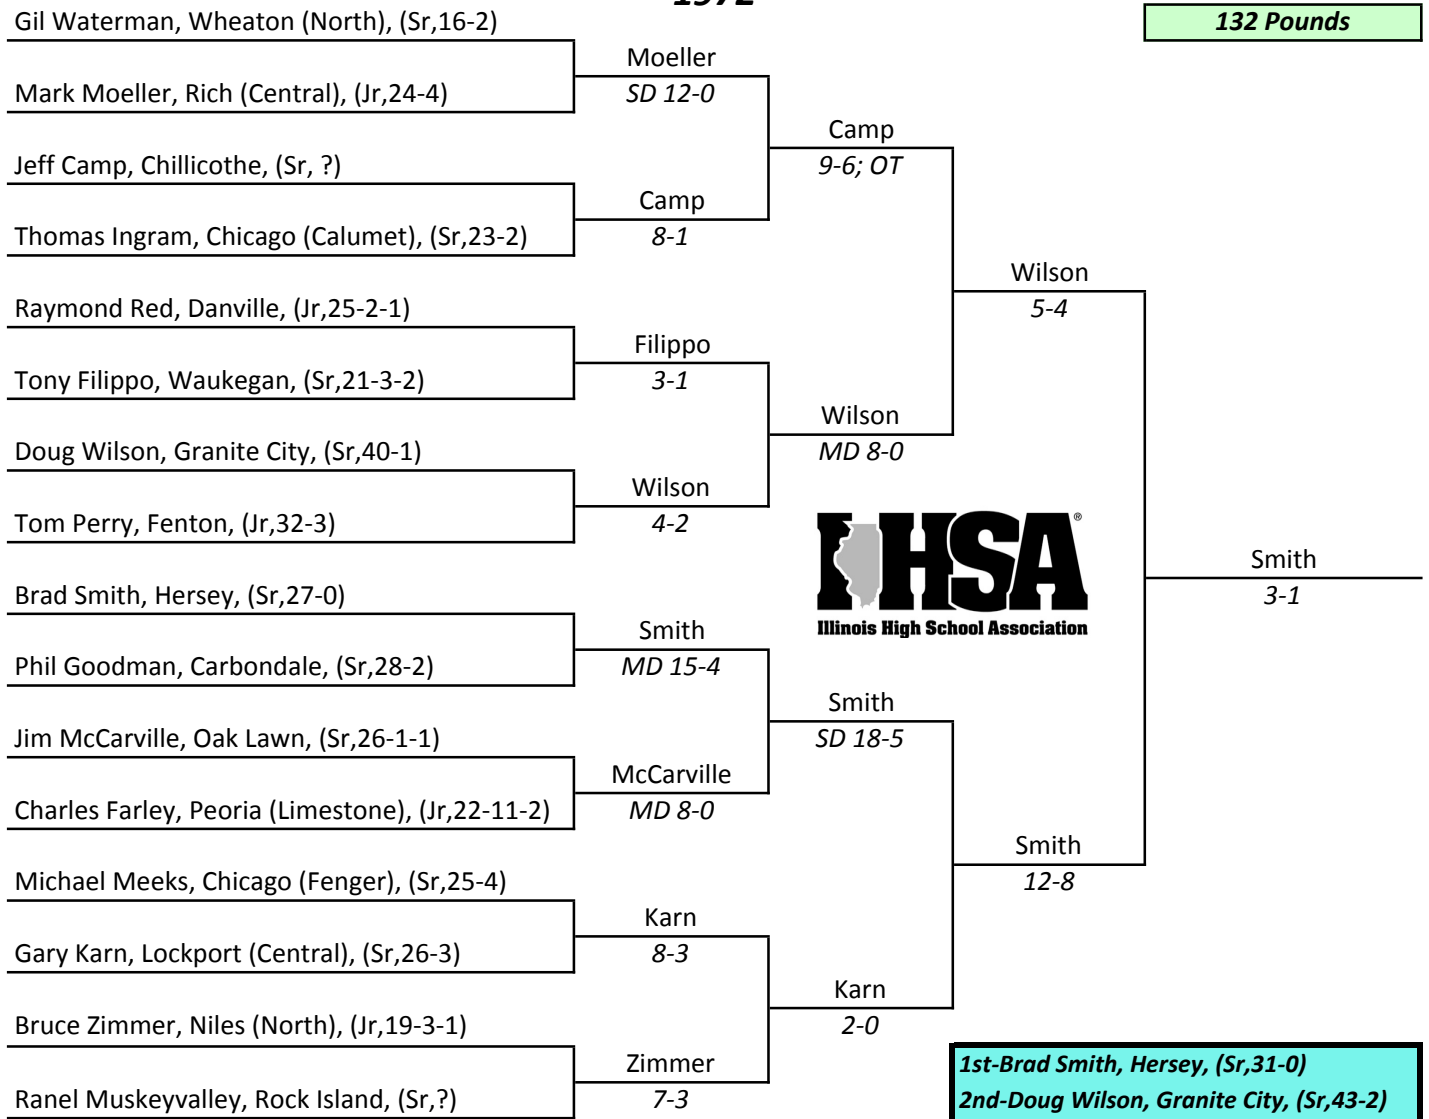 1972
132 Pounds
Gil Waterman, Wheaton (North), (Sr,16-2)
Moeller
SD 12-0
Mark Moeller, Rich (Central), (Jr,24-4)
Camp
9-6; OT
Jeff Camp, Chillicothe, (Sr, ?)
Camp
8-1
Thomas Ingram, Chicago (Calumet), (Sr,23-2)
Wilson
5-4
Raymond Red, Danville, (Jr,25-2-1)
Filippo
3-1
Tony Filippo, Waukegan, (Sr,21-3-2)
Wilson
MD 8-0
Doug Wilson, Granite City, (Sr,40-1)
Wilson
4-2
Tom Perry, Fenton, (Jr,32-3)
IHSA®
Illinois High School Association
Smith
3-1
Brad Smith, Hersey, (Sr,27-0)
Smith
MD 15-4
Phil Goodman, Carbondale, (Sr,28-2)
Smith
SD 18-5
Jim McCarville, Oak Lawn, (Sr,26-1-1)
McCarville
MD 8-0
Charles Farley, Peoria (Limestone), (Jr,22-11-2)
Smith
12-8
Michael Meeks, Chicago (Fenger), (Sr,25-4)
Karn
8-3
Gary Karn, Lockport (Central), (Sr,26-3)
Karn
2-0
Bruce Zimmer, Niles (North), (Jr,19-3-1)
Zimmer
7-3
Ranel Muskeyvalley, Rock Island, (Sr,?)
1st-Brad Smith, Hersey, (Sr,31-0)
2nd-Doug Wilson, Granite City, (Sr,43-2)